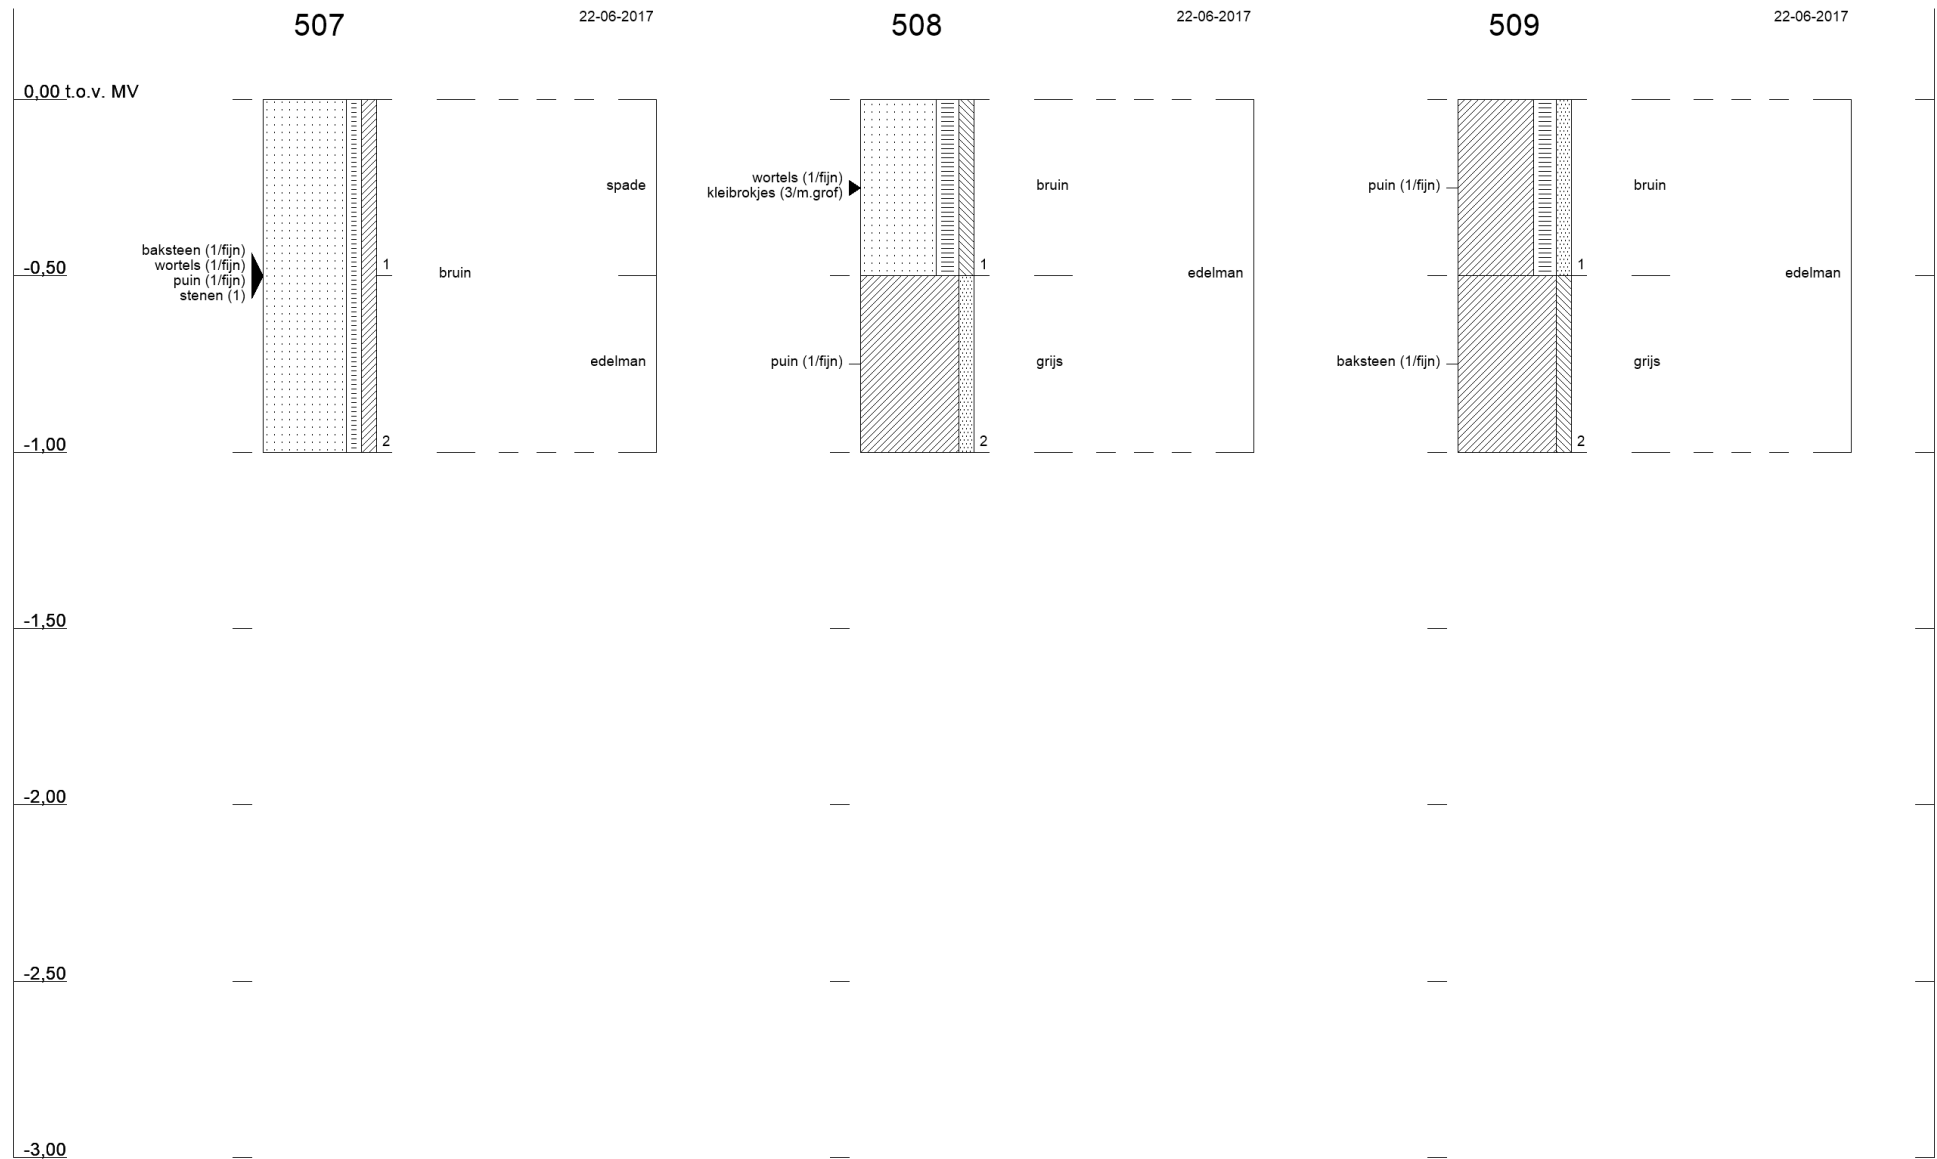 507
22-06-2017
508
22-06-2017
509
22-06-2017
0,00 t.o.v. MV
-0,50
-1,00
-1,50
-2,00
-2,50
-3,00
baksteen (1/fijn)
wortels (1/fijn)
puin (1/fijn)
stenen (1)
1
2
bruin
spade
edelman
wortels (1/fijn)
kleibrokjes (3/m.grof)
puin (1/fijn)
1
2
bruin
grijs
edelman
puin (1/fijn)
baksteen (1/fijn)
1
2
bruin
grijs
edelman